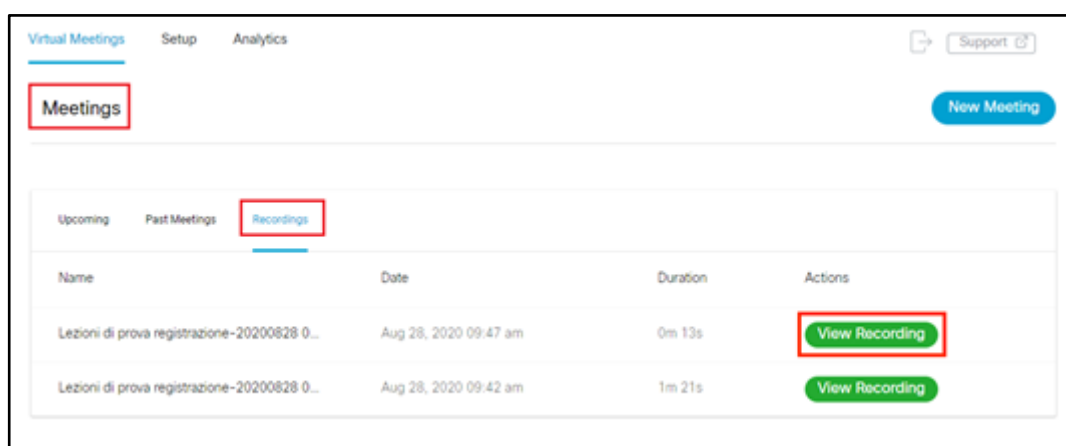 Virtual Meetings Setup Analytics Support
Meetings New Meeting
Upcoming Past Meetings Recordings
Name Date Duration Actions
Lezioni di prova registrazione-20200828 0... Aug 28, 2020 09:47 am 0m 13s View Recording
Lezioni di prova registrazione-20200828 0... Aug 28, 2020 09:42 am 1m 21s View Recording